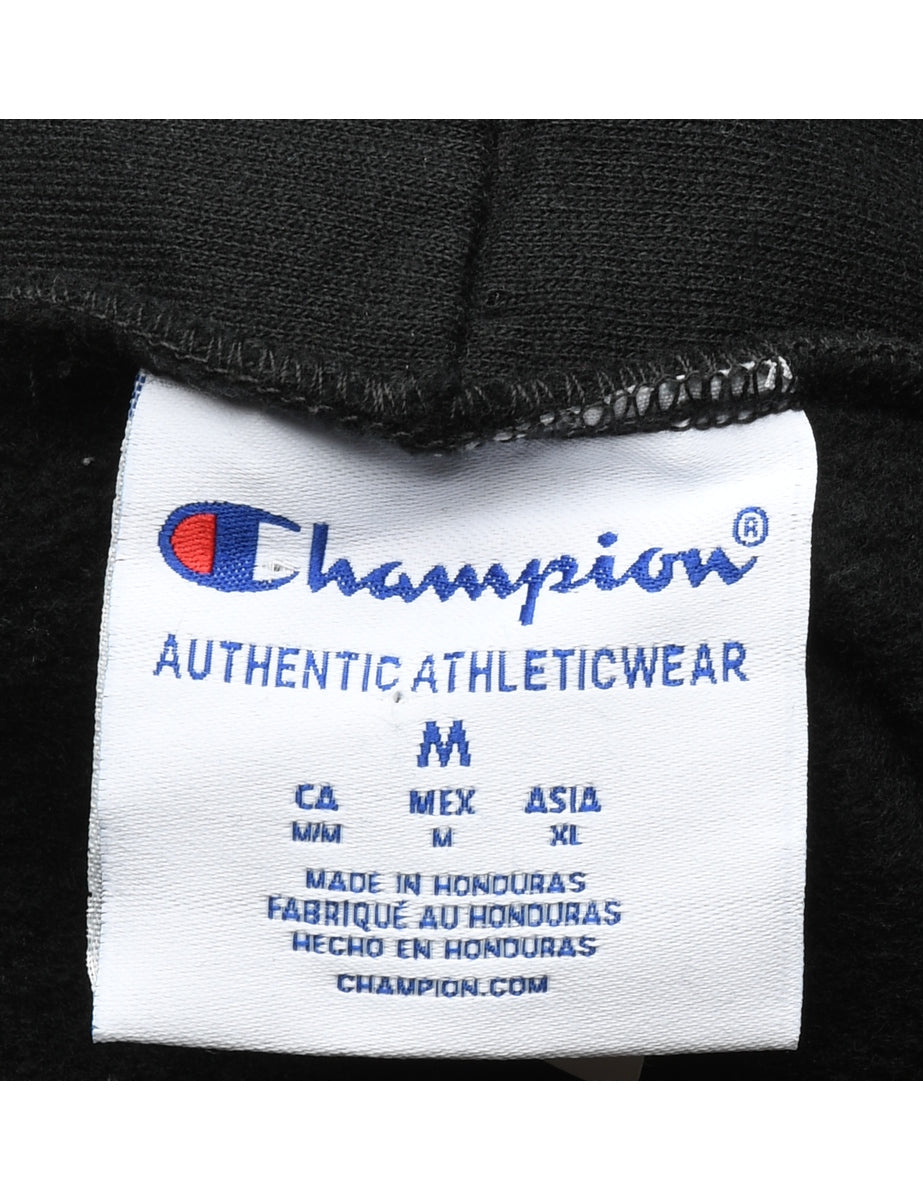 Champion®
AUTHENTIC ATHLETICWEAR
M
CA MEX ASIA
M/M M XL
MADE IN HONDURAS
FABRIQUÉ AU HONDURAS
HECHO EN HONDURAS
CHAMPION.COM